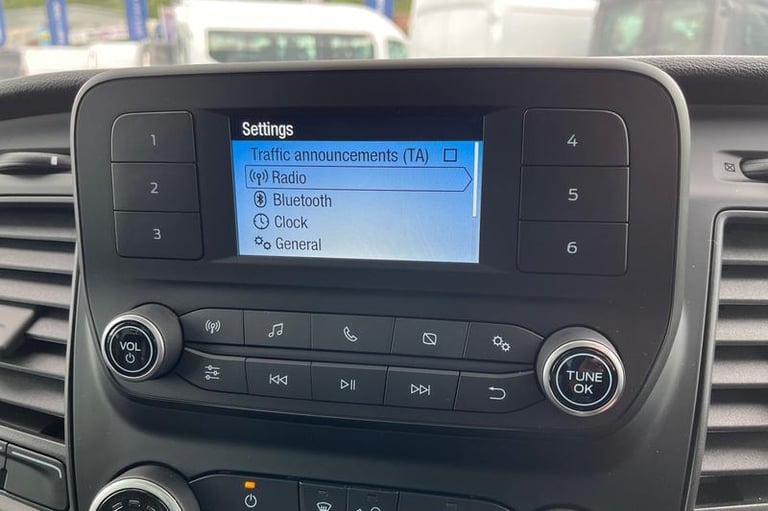 Settings
Traffic announcements (TA)
Radio
Bluetooth
Clock
General
1
2
3
4
5
6
VOL
TUNE
OK